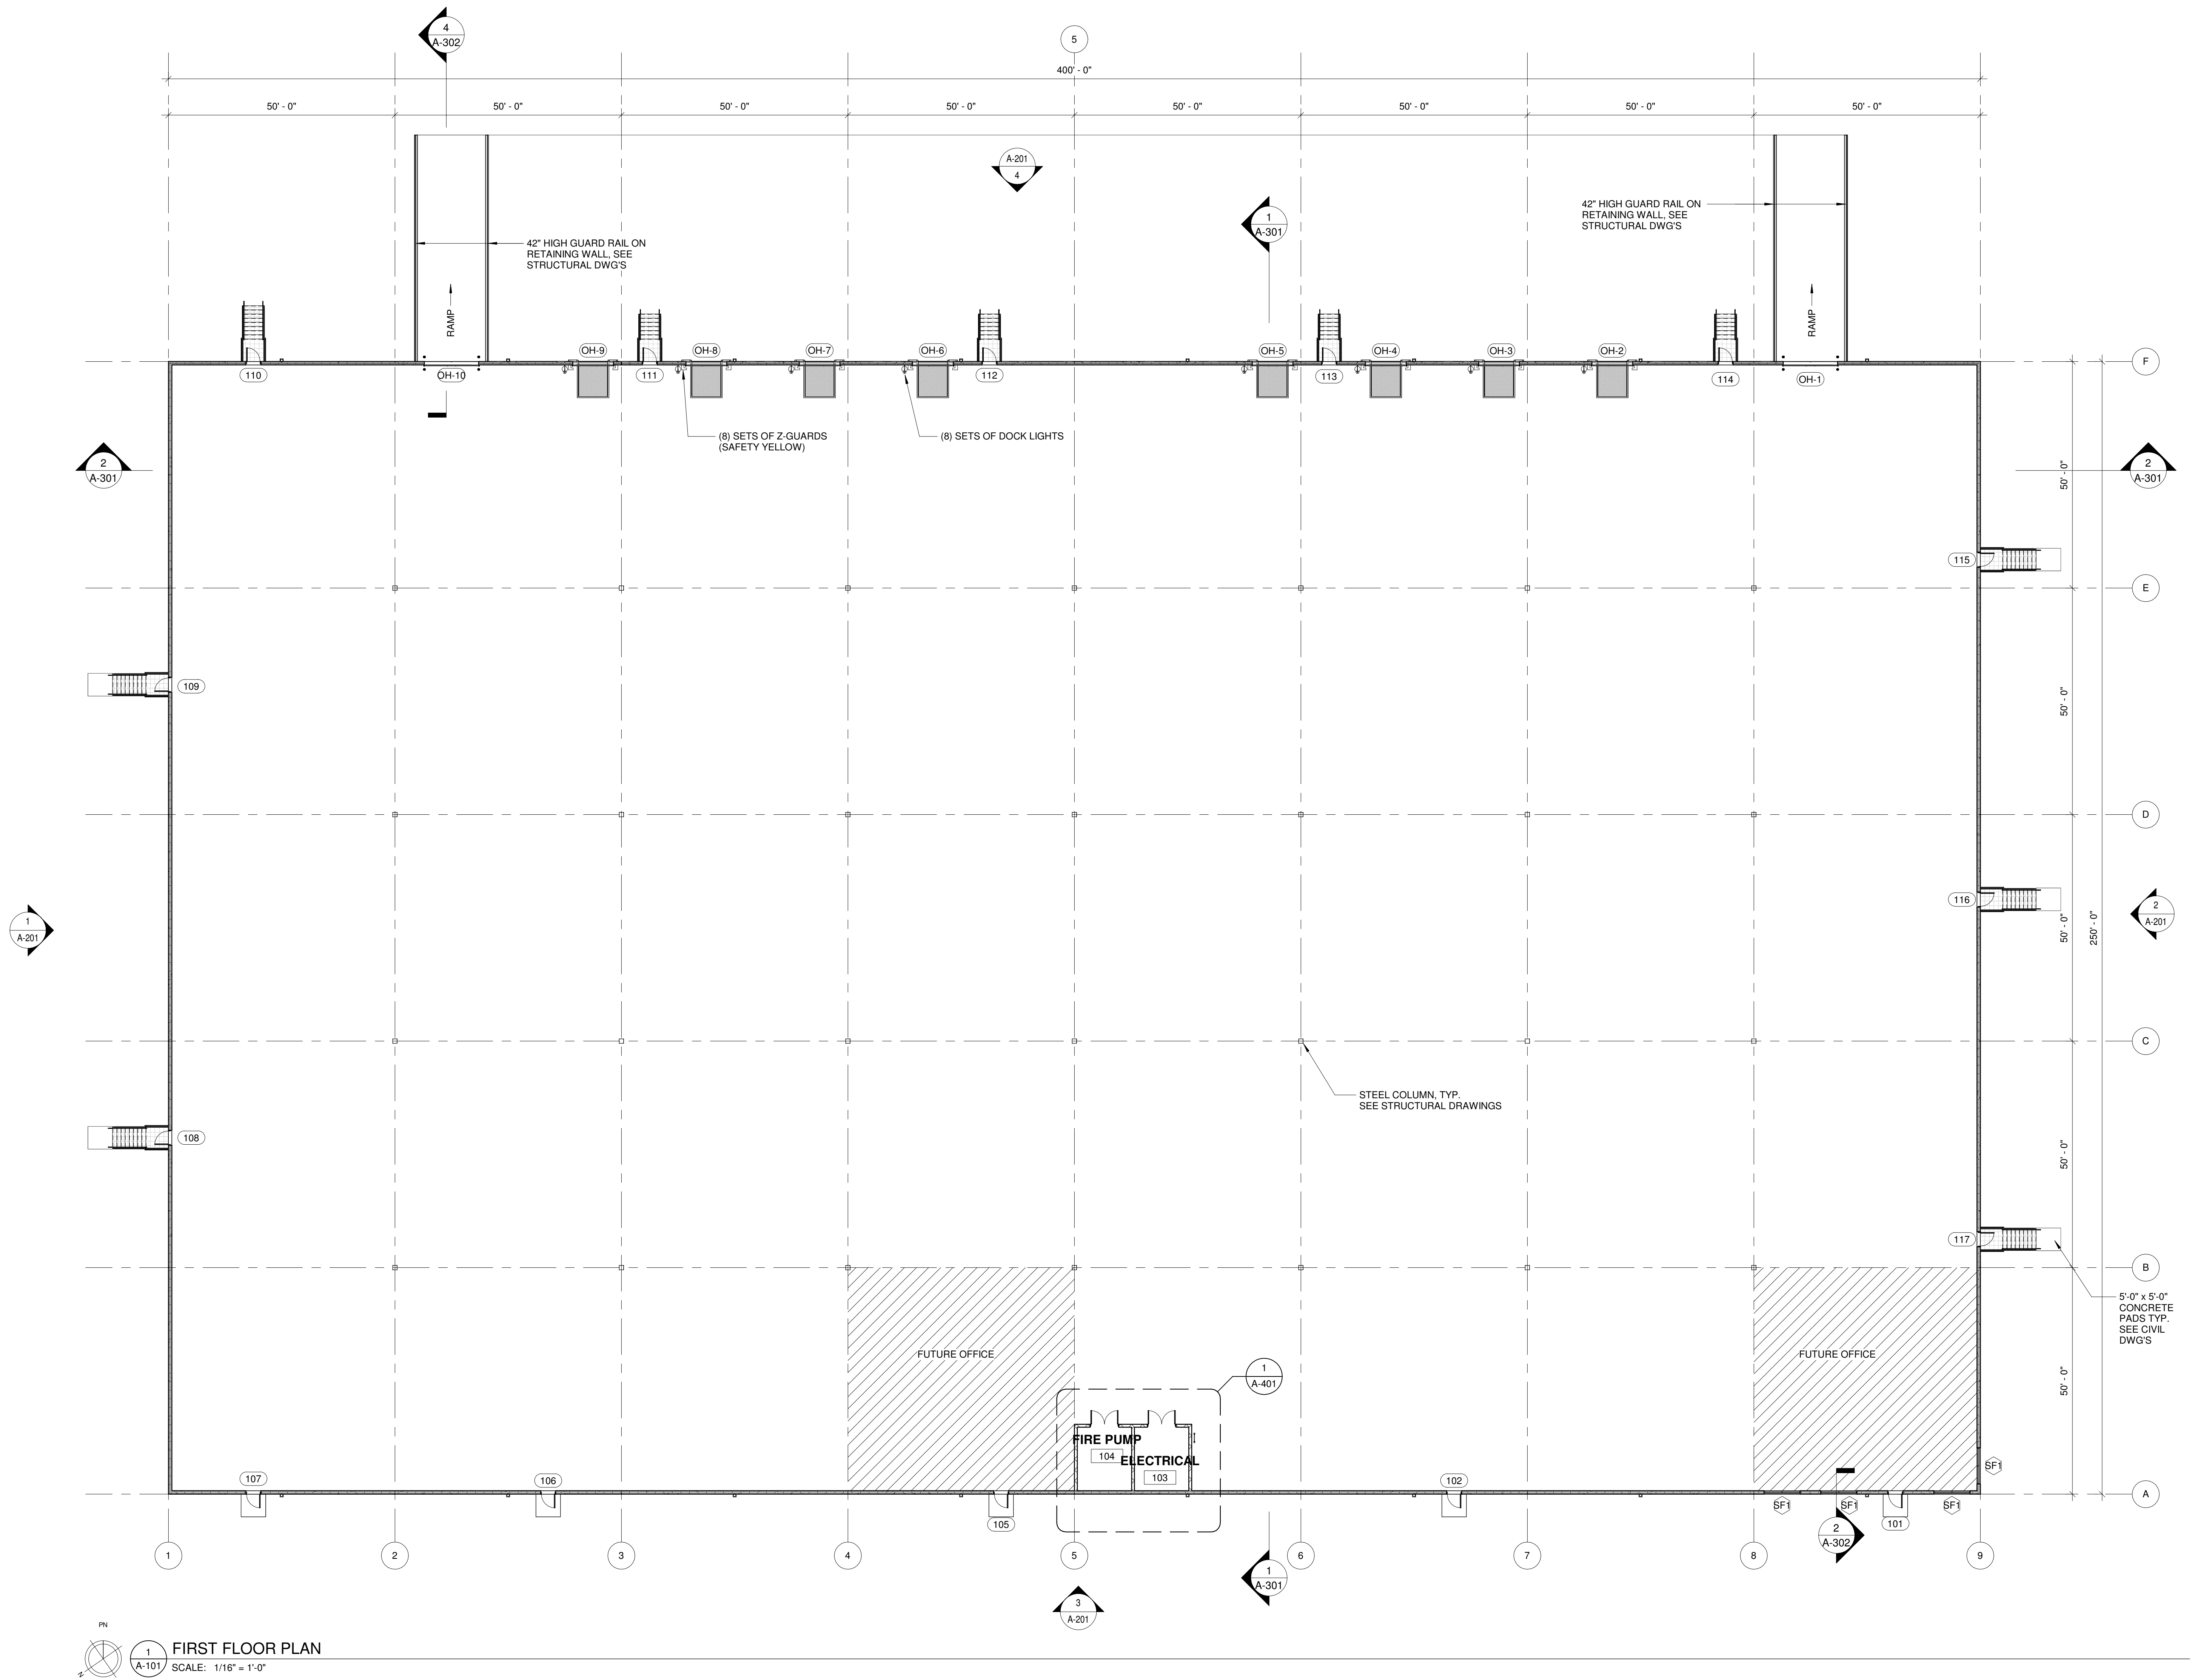 4
A-302
5
400' - 0"
50' - 0"
50' - 0"
50' - 0"
50' - 0"
50' - 0"
50' - 0"
50' - 0"
50' - 0"
A-201
4
1
A-301
42" HIGH GUARD RAIL ON
RETAINING WALL, SEE
STRUCTURAL DWG'S
42" HIGH GUARD RAIL ON
RETAINING WALL, SEE
STRUCTURAL DWG'S
RAMP
RAMP
OH-9
OH-8
OH-7
OH-6
OH-5
OH-4
OH-3
OH-2
F
110
OH-10
111
112
113
114
OH-1
(8) SETS OF Z-GUARDS
(SAFETY YELLOW)
(8) SETS OF DOCK LIGHTS
2
A-301
50' - 0"
2
A-301
115
E
109
50' - 0"
D
116
1
A-201
50' - 0"
250' - 0"
2
A-201
C
STEEL COLUMN, TYP.
SEE STRUCTURAL DRAWINGS
108
50' - 0"
117
B
5'-0" x 5'-0"
CONCRETE
PADS TYP.
SEE CIVIL
DWG'S
FUTURE OFFICE
FUTURE OFFICE
1
A-401
50' - 0"
FIRE PUMP
104
ELECTRICAL
103
SF1
107
106
102
A
105
SF1
SF1
101
SF1
2
A-302
1
2
3
4
5
6
7
8
9
1
A-301
3
A-201
PN
N
1
A-101
FIRST FLOOR PLAN
SCALE: 1/16" = 1'-0"